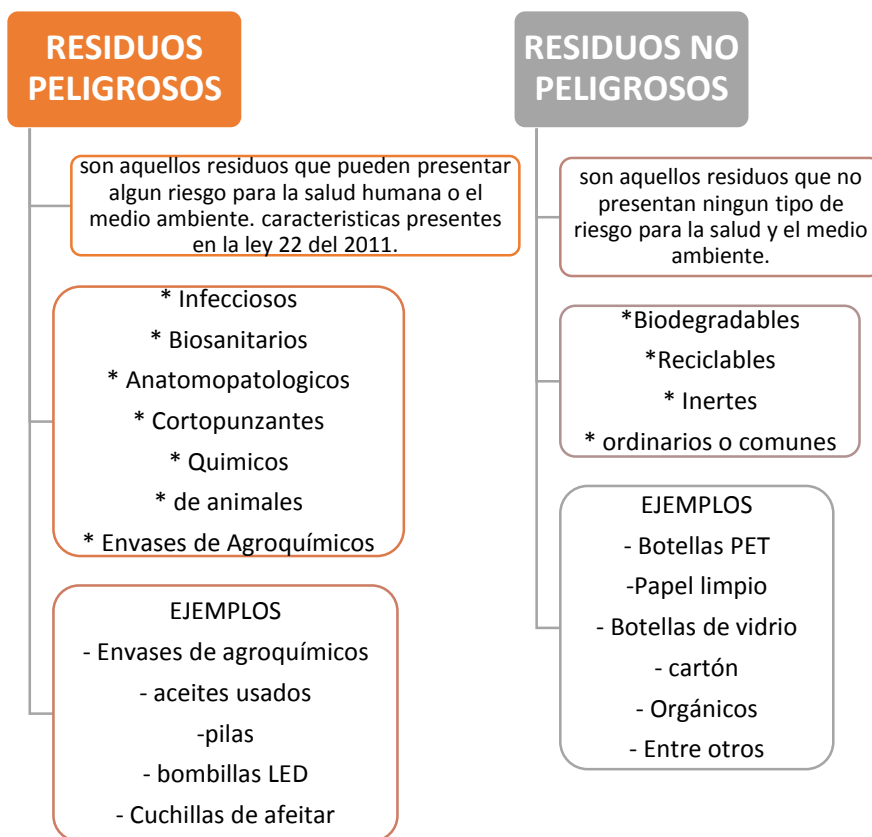 RESIDUOS
PELIGROSOS
son aquellos residuos que pueden presentar
algun riesgo para la salud humana o el
medio ambiente. caracteristicas presentes
en la ley 22 del 2011.
* Infecciosos
* Biosanitarios
* Anatomopatologicos
* Cortopunzantes
* Quimicos
* de animales
* Envases de Agroquímicos
EJEMPLOS
- Envases de agroquímicos
- aceites usados
-pilas
- bombillas LED
- Cuchillas de afeitar
RESIDUOS NO
PELIGROSOS
son aquellos residuos que no
presentan ningun tipo de
riesgo para la salud y el medio
ambiente.
*Biodegradables
*Reciclables
* Inertes
* ordinarios o comunes
EJEMPLOS
- Botellas PET
-Papel limpio
- Botellas de vidrio
- cartón
- Orgánicos
- Entre otros